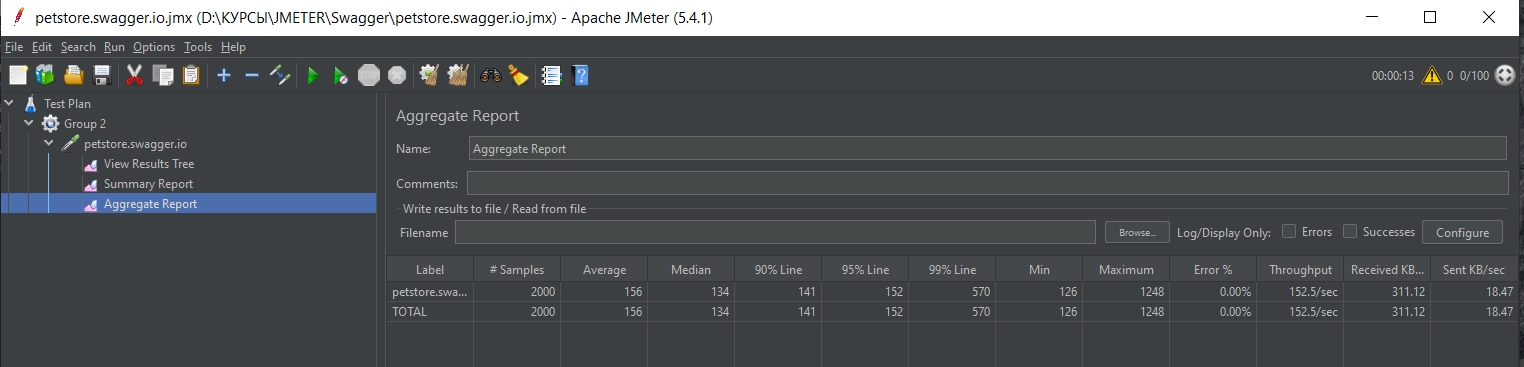 petstore.swagger.io.jmx (D:\КУРСЫ\JMETER\Swagger\petstore.swagger.io.jmx) - Apache JMeter (5.4.1)
File Edit Search Run Options Tools Help
STOP 00:00:13 0 0/100
Test Plan
Group 2
petstore.swagger.io
View Results Tree
Summary Report
Aggregate Report
Aggregate Report
Name: Aggregate Report
Comments:
Write results to file / Read from file
Filename Browse... Log/Display Only: Errors Successes Configure
Label # Samples Average Median 90% Line 95% Line 99% Line Min Maximum Error % Throughput Received KB... Sent KB/sec
petstore.swa... 2000 156 134 141 152 570 126 1248 0.00% 152.5/sec 311.12 18.47
TOTAL 2000 156 134 141 152 570 126 1248 0.00% 152.5/sec 311.12 18.47